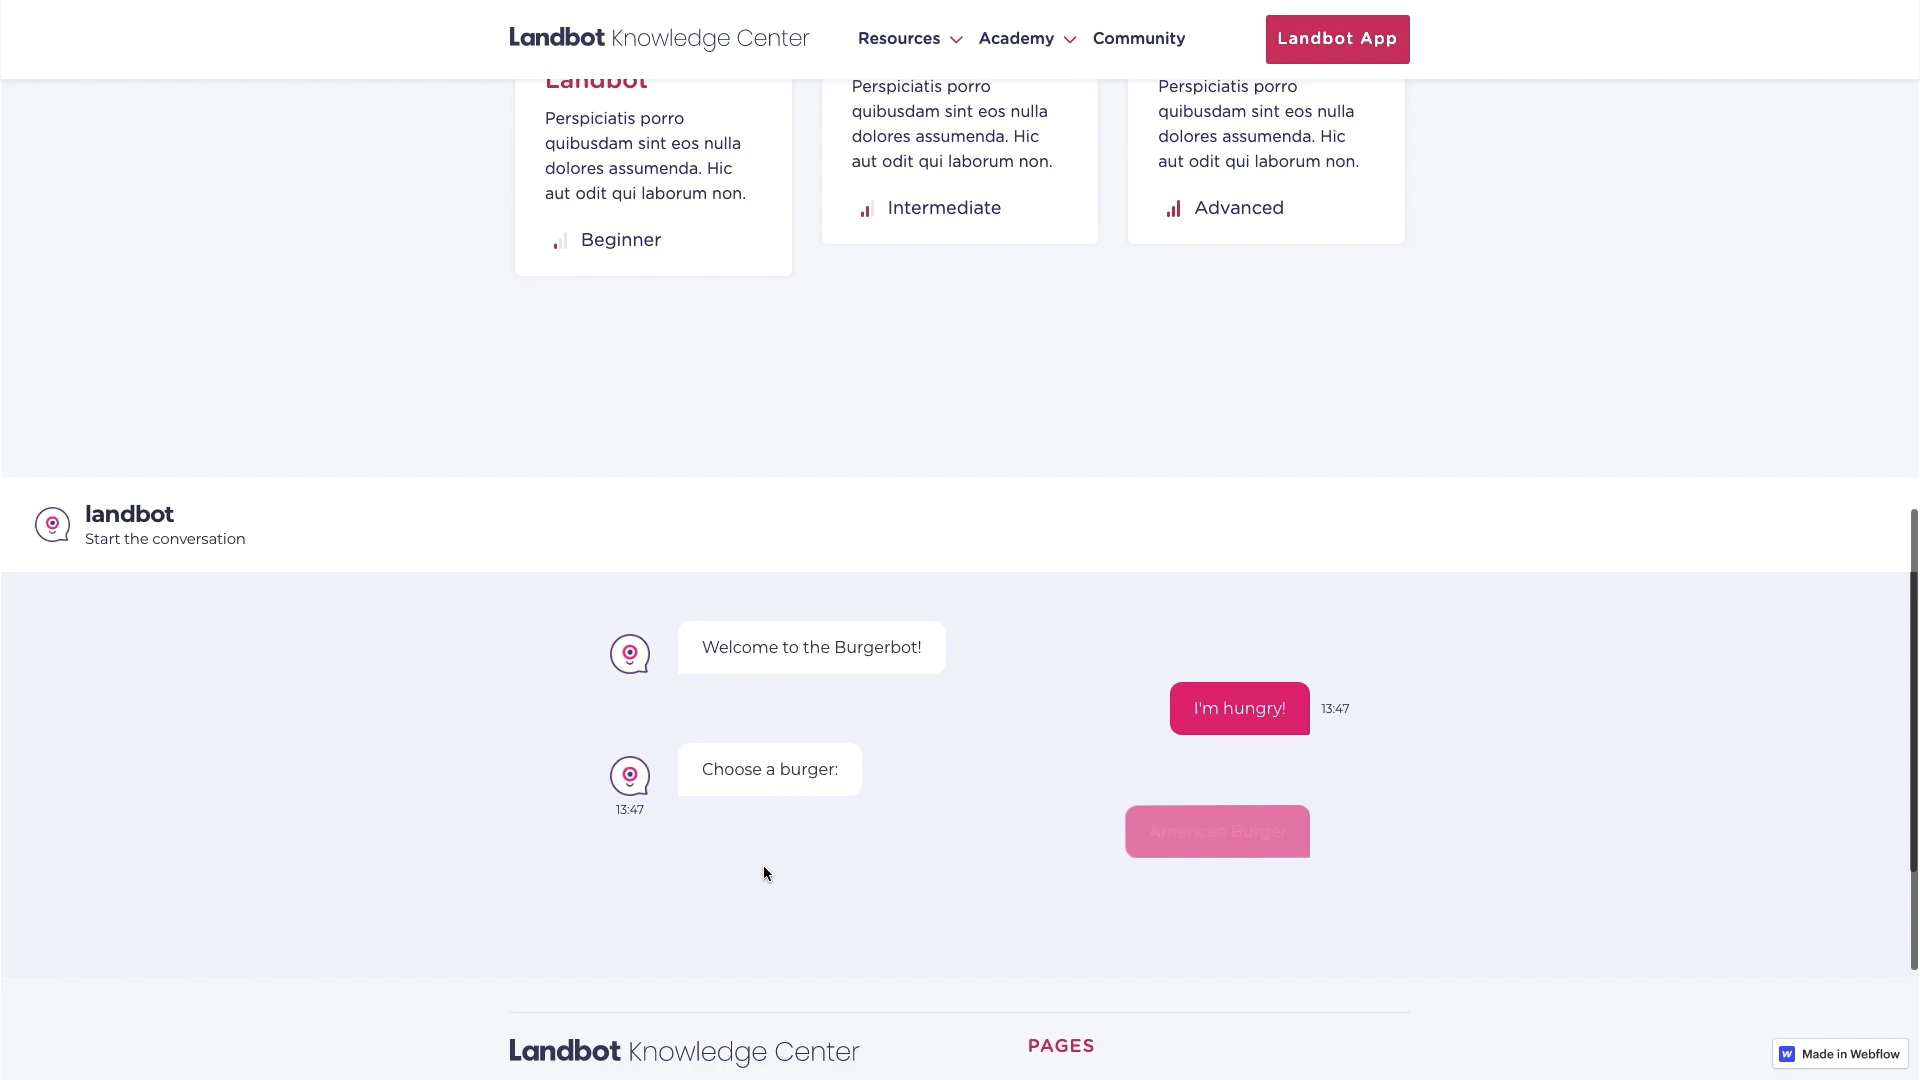 Landbot Knowledge Center
Resources
Academy
Community
Landbot App
Landbot
Perspiciatis porro
quibusdam sint eos nulla
dolores assumenda. Hic
aut odit qui laborum non.
Beginner
Perspiciatis porro
quibusdam sint eos nulla
dolores assumenda. Hic
aut odit qui laborum non.
Intermediate
Perspiciatis porro
quibusdam sint eos nulla
dolores assumenda. Hic
aut odit qui laborum non.
Advanced
landbot
Start the conversation
Welcome to the Burgerbot!
I'm hungry!
13:47
Choose a burger:
13:47
American Burger
Landbot Knowledge Center
PAGES
Made in Webflow